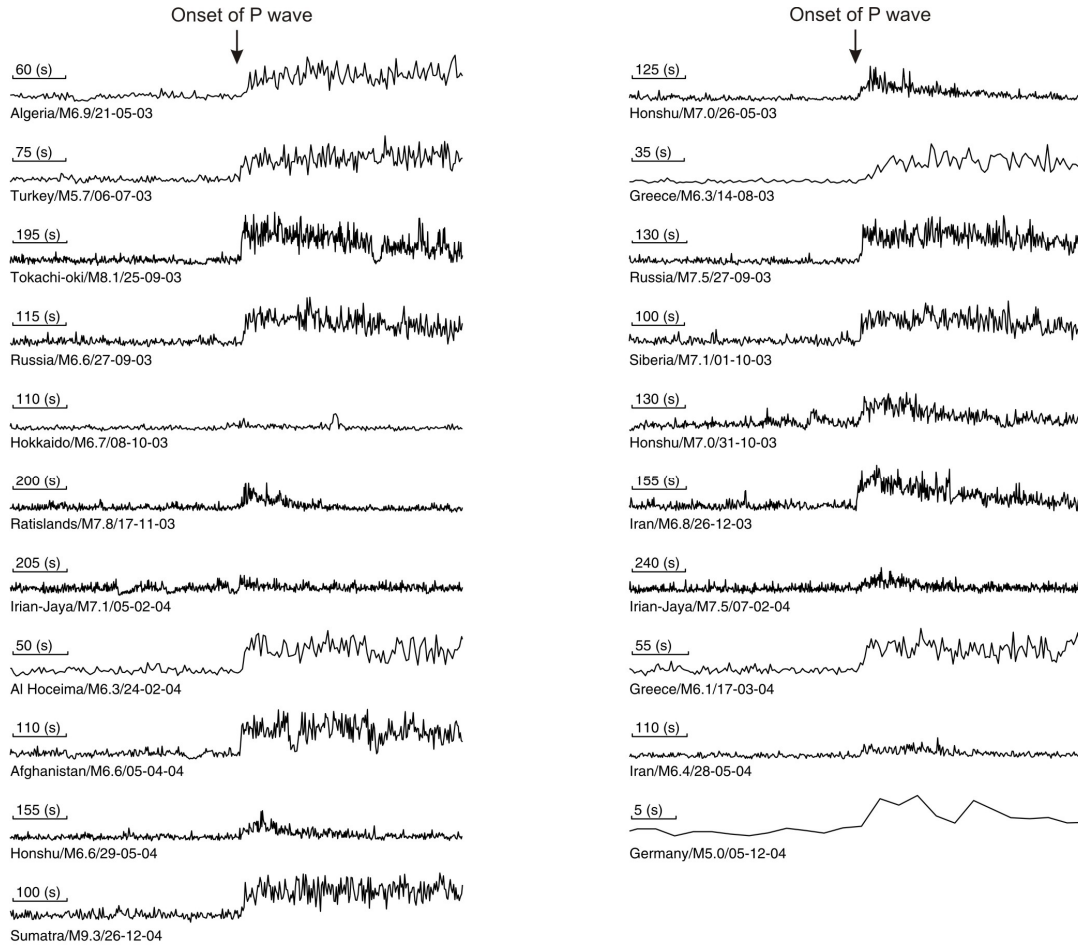 Onset of P wave
60 (s)
Algeria/M6.9/21-05-03
75 (s)
Turkey/M5.7/06-07-03
195 (s)
Tokachi-oki/M8.1/25-09-03
115 (s)
Russia/M6.6/27-09-03
110 (s)
Hokkaido/M6.7/08-10-03
200 (s)
Ratislands/M7.8/17-11-03
205 (s)
Irian-Jaya/M7.1/05-02-04
50 (s)
Al Hoceima/M6.3/24-02-04
110 (s)
Afghanistan/M6.6/05-04-04
155 (s)
Honshu/M6.6/29-05-04
100 (s)
Sumatra/M9.3/26-12-04
Onset of P wave
125 (s)
Honshu/M7.0/26-05-03
35 (s)
Greece/M6.3/14-08-03
130 (s)
Russia/M7.5/27-09-03
100 (s)
Siberia/M7.1/01-10-03
130 (s)
Honshu/M7.0/31-10-03
155 (s)
Iran/M6.8/26-12-03
240 (s)
Irian-Jaya/M7.5/07-02-04
55 (s)
Greece/M6.1/17-03-04
110 (s)
Iran/M6.4/28-05-04
5 (s)
Germany/M5.0/05-12-04